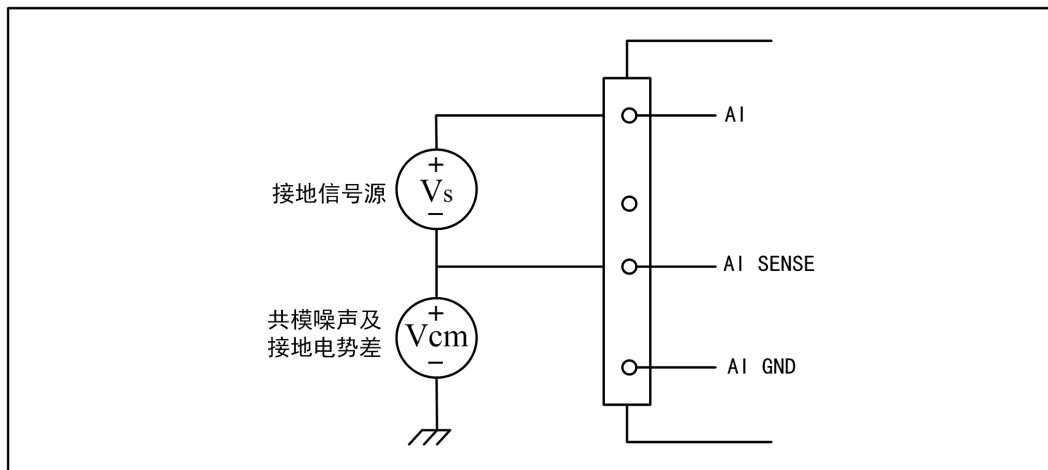 AI
+
接地信号源
Vs
−
AI SENSE
共模噪声及
接地电势差
+
Vcm
−
AI GND